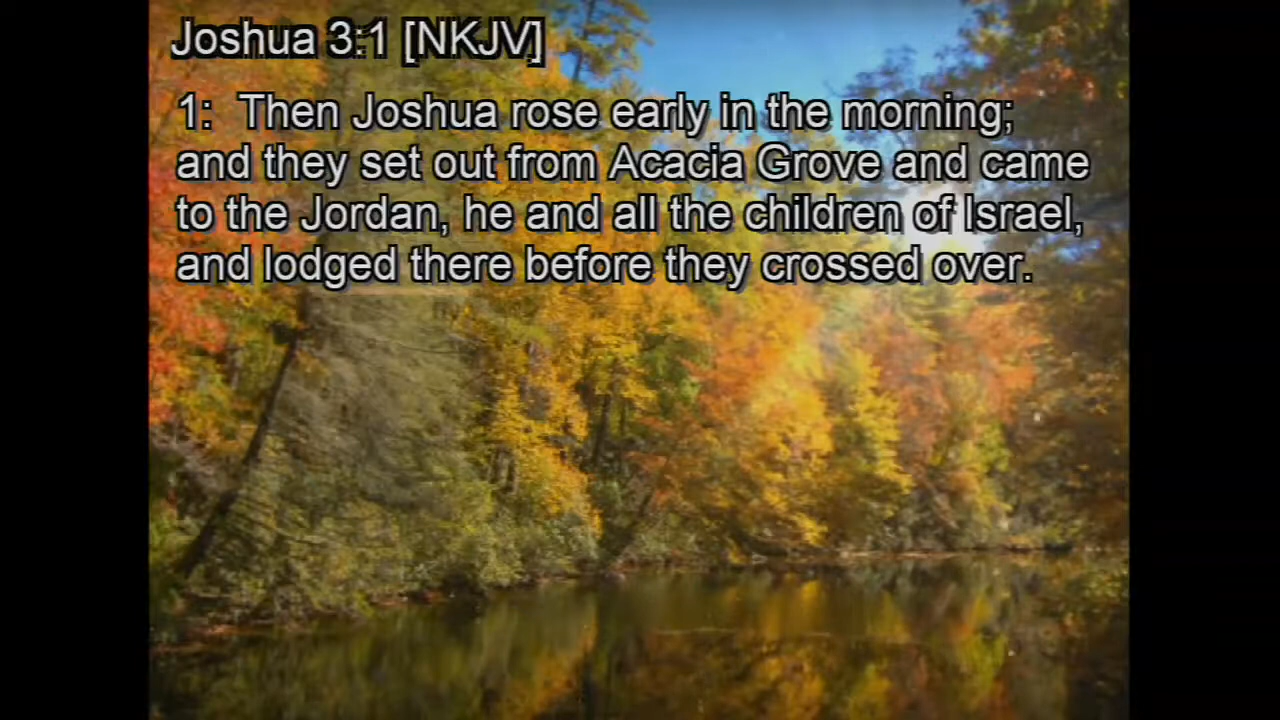 Joshua 3:1 [NKJV]
1: Then Joshua rose early in the morning;
and they set out from Acacia Grove and came
to the Jordan, he and all the children of Israel,
and lodged there before they crossed over.